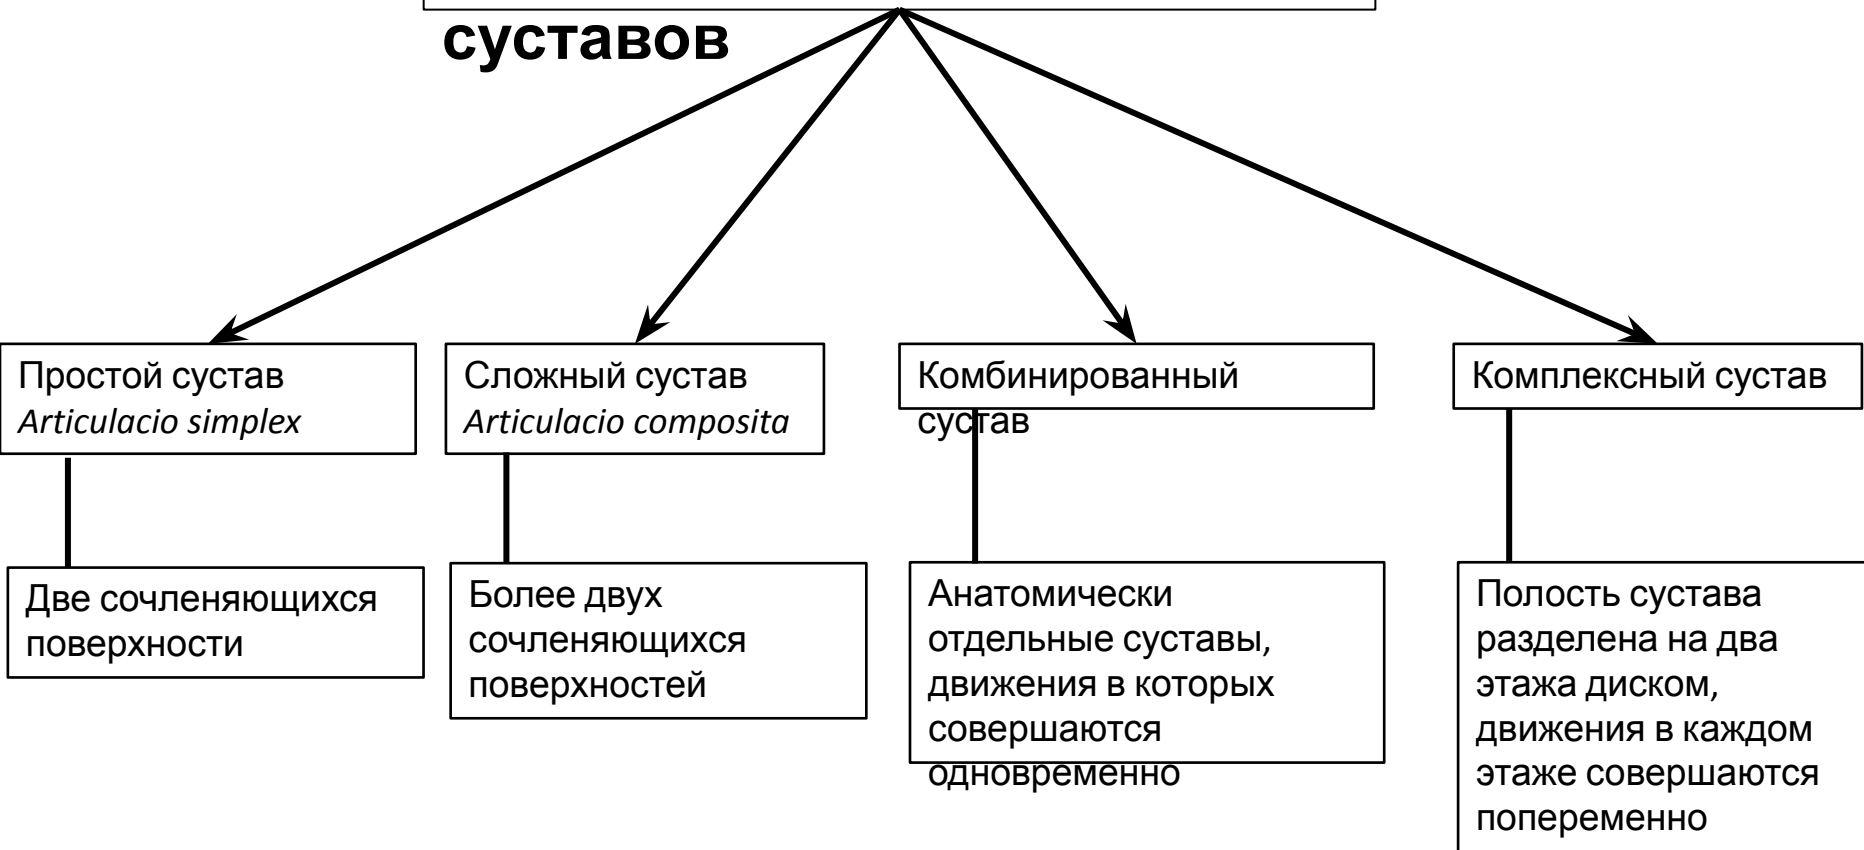 суставов
Простой сустав
Articulacio simplex
Сложный сустав
Articulacio composita
Комбинированный
сустав
Комплексный сустав
Две сочленяющихся
поверхности
Более двух
сочленяющихся
поверхностей
Анатомически
отдельные суставы,
движения в которых
совершаются
одновременно
Полость сустава
разделена на два
этажа диском,
движения в каждом
этаже совершаются
попеременно